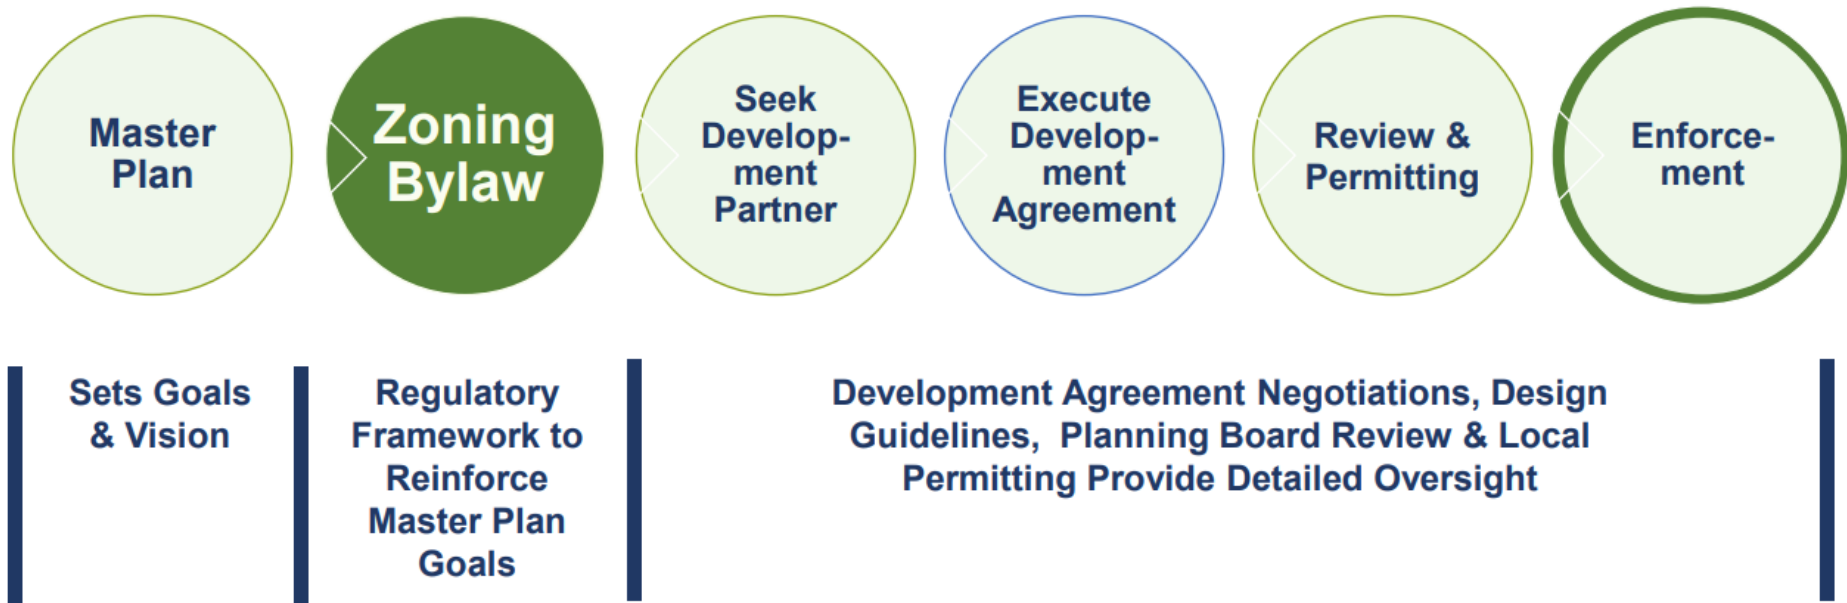 Master
Plan
Zoning
Bylaw
Seek
Develop-
ment
Partner
Execute
Develop-
ment
Agreement
Review &
Permitting
Enforce-
ment
Sets Goals
& Vision
Regulatory
Framework to
Reinforce
Master Plan
Goals
Development Agreement Negotiations, Design
Guidelines,  Planning Board Review & Local
Permitting Provide Detailed Oversight